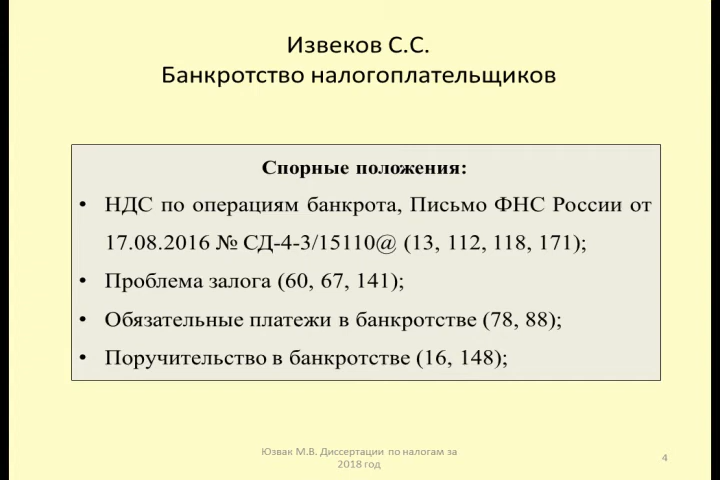 Извеков С.С.
Банкротство налогоплательщиков
Спорные положения:
• НДС по операциям банкрота, Письмо ФНС России от
17.08.2016 № СД-4-3/15110@ (13, 112, 118, 171);
• Проблема залога (60, 67, 141);
• Обязательные платежи в банкротстве (78, 88);
• Поручительство в банкротстве (16, 148);
Юзвак М.В. Диссертации по налогам за
2018 год
4